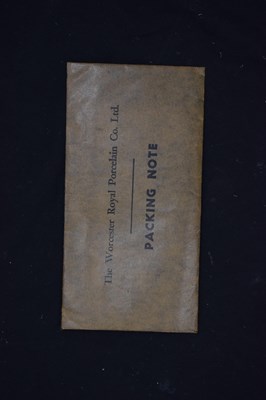 The Worcester Royal Porcelain Co. Ltd.
PACKING NOTE